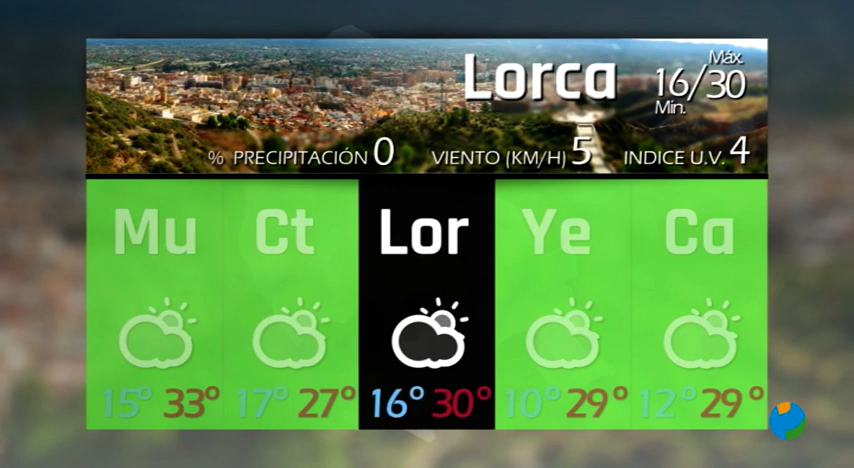 Lorca
Máx.
16/30
Mín.
% PRECIPITACIÓN 0 VIENTO (KM/H) 5 INDICE U.V. 4
Mu Ct Lor Ye Ca
15° 33° 17° 27° 16° 30° 10° 29° 12° 29°